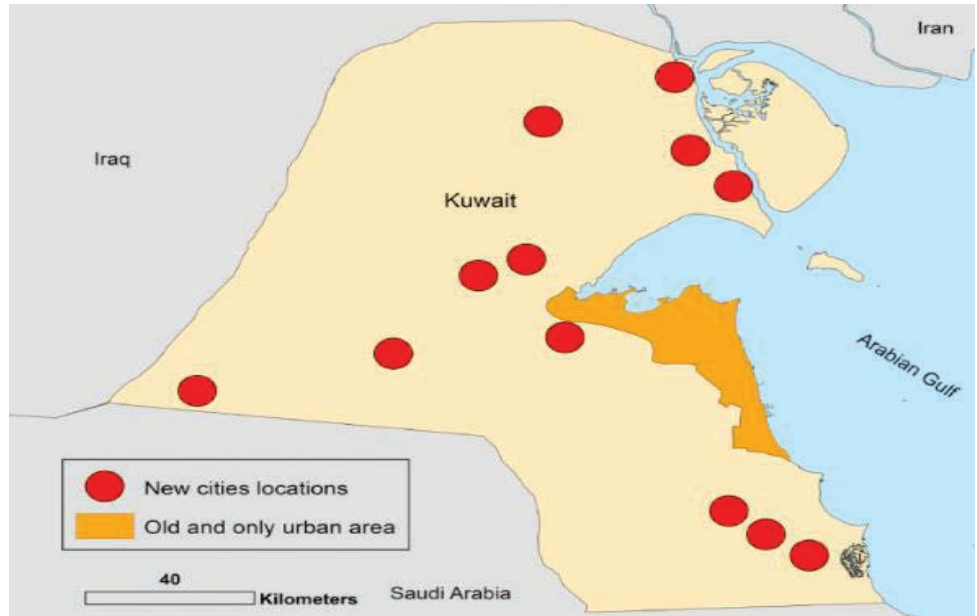 Iran
Iraq
Kuwait
Arabian Gulf
New cities locations
Old and only urban area
40
Kilometers
Saudi Arabia